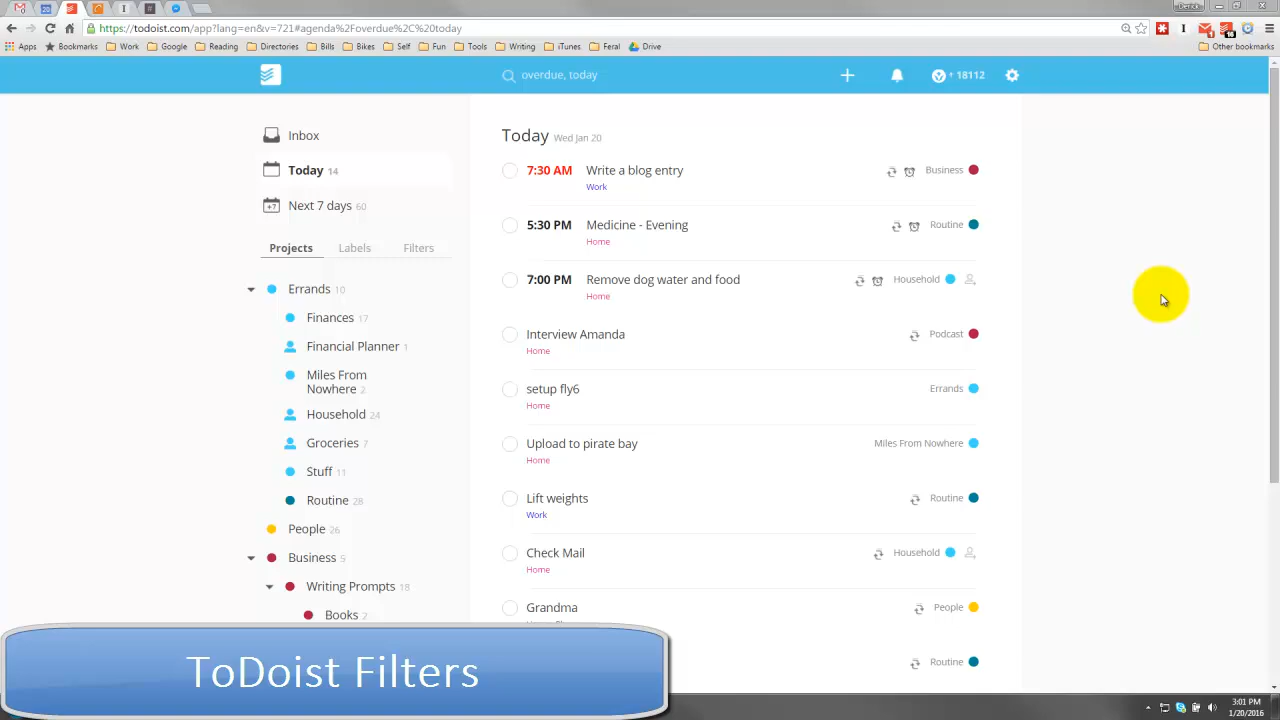 Derek
https://todoist.com/app?lang=en&v=721#agenda%2Foverdue%2C%20today
Apps Bookmarks Work Google Reading Directories Bills Bikes Self Fun Tools Writing iTunes Feral Drive Other bookmarks
overdue, today
+ 18112
Inbox
Today 14
Next 7 days 60
Projects Labels Filters
Errands 10
Finances 17
Financial Planner 1
Miles From
Nowhere 2
Household 24
Groceries 7
Stuff 11
Routine 28
People 26
Business 5
Writing Prompts 18
Books 7
Today Wed Jan 20
7:30 AM Write a blog entry Business
Work
5:30 PM Medicine - Evening Routine
Home
7:00 PM Remove dog water and food Household
Home
Interview Amanda Podcast
Home
setup fly6 Errands
Home
Upload to pirate bay Miles From Nowhere
Home
Lift weights Routine
Work
Check Mail Household
Home
Grandma People
Routine
ToDoist Filters
3:01 PM
1/20/2016